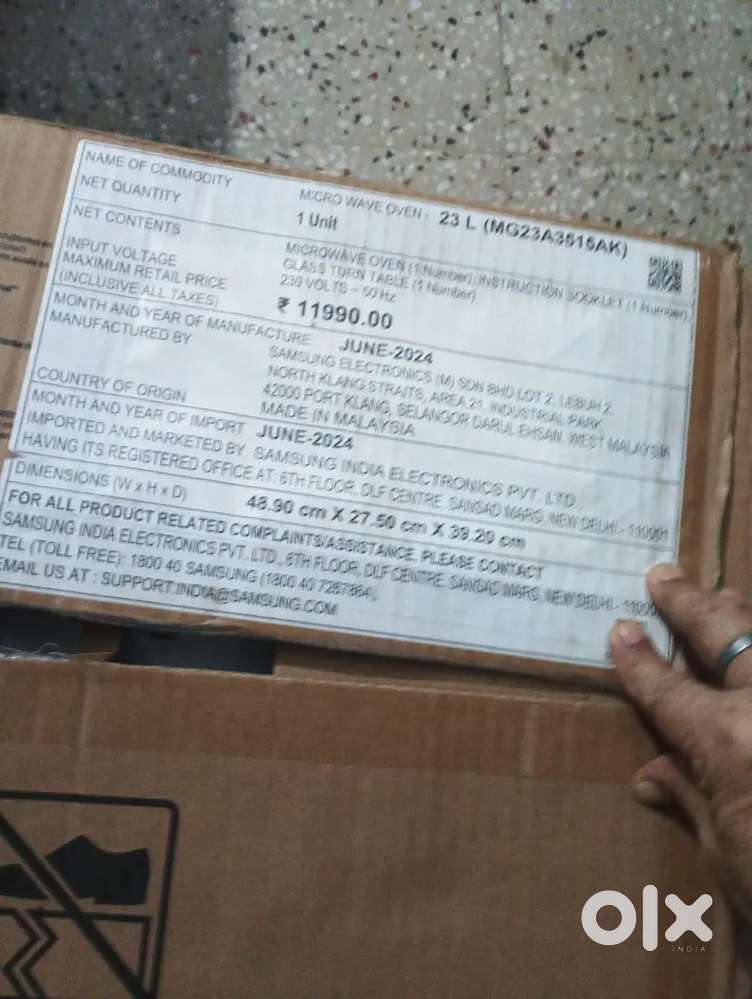 NAME OF COMMODITY MICRO WAVE OVEN - 23 L (MG23A3515AK)
NET QUANTITY 1 Unit
NET CONTENTS MICROWAVE OVEN (1 Number), INSTRUCTION BOOKLET (1 Number),
GLASS TURN TABLE (1 Number)
INPUT VOLTAGE 230 VOLTS ~ 50 Hz
MAXIMUM RETAIL PRICE ₹ 11990.00
(INCLUSIVE ALL TAXES)
MONTH AND YEAR OF MANUFACTURE JUNE-2024
MANUFACTURED BY SAMSUNG ELECTRONICS (M) SDN BHD LOT 2, LEBUH 2,
NORTH KLANG STRAITS, AREA 21, INDUSTRIAL PARK,
42000 PORT KLANG, SELANGOR DARUL EHSAN, WEST MALAYSIA
COUNTRY OF ORIGIN MADE IN MALAYSIA
MONTH AND YEAR OF IMPORT JUNE-2024
IMPORTED AND MARKETED BY SAMSUNG INDIA ELECTRONICS PVT. LTD.,
HAVING ITS REGISTERED OFFICE AT: 6TH FLOOR, DLF CENTRE, SANSAD MARG, NEW DELHI- 110001
DIMENSIONS (W x H x D) 48.90 cm X 27.50 cm X 39.20 cm
FOR ALL PRODUCT RELATED COMPLAINTS/ASSISTANCE, PLEASE CONTACT
SAMSUNG INDIA ELECTRONICS PVT. LTD., 6TH FLOOR, DLF CENTRE, SANSAD MARG, NEW DELHI- 110001
TEL (TOLL FREE): 1800 40 SAMSUNG (1800 40 7267864),
EMAIL US AT : SUPPORT.INDIA@SAMSUNG.COM
olx
INDIA